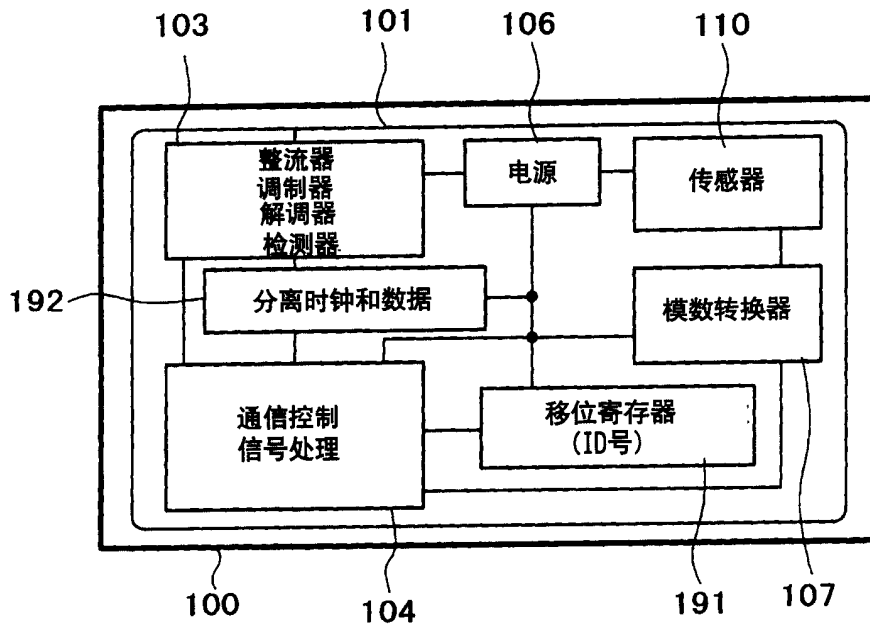 103
101
106
110
整流器
调制器
解调器
检测器
电源
传感器
192
分离时钟和数据
模数转换器
通信控制
信号处理
移位寄存器
(ID号)
100
104
191
107